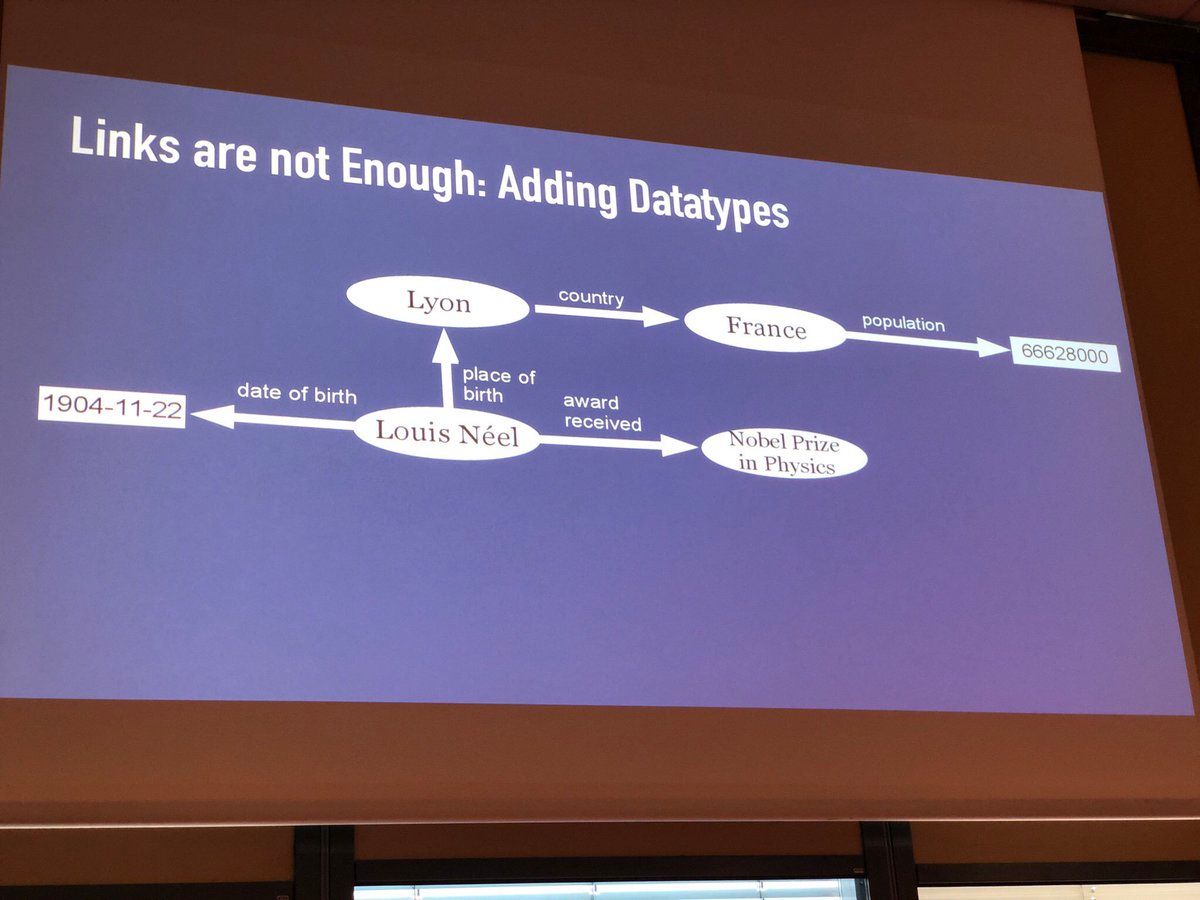 Links are not Enough: Adding Datatypes
Lyon
country
France
population
66628000
place of
birth
1904-11-22
date of birth
Louis Néel
award
received
Nobel Prize
in Physics